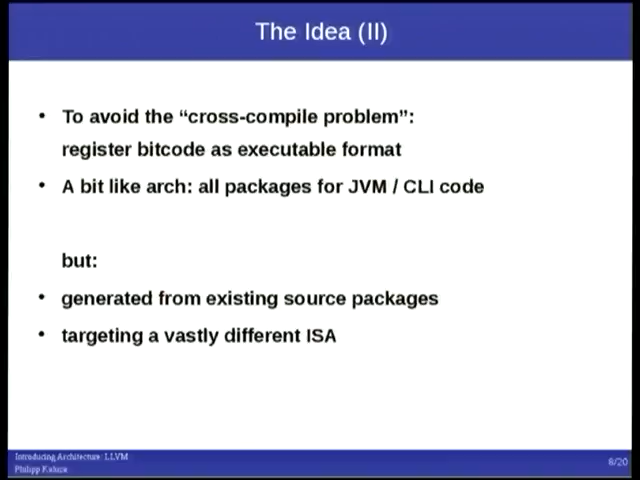 The Idea (II)
• To avoid the “cross-compile problem”:
register bitcode as executable format
• A bit like arch: all packages for JVM / CLI code
but:
• generated from existing source packages
• targeting a vastly different ISA
Introducing Architecture: LLVM
Philipp Kaluza
8/20